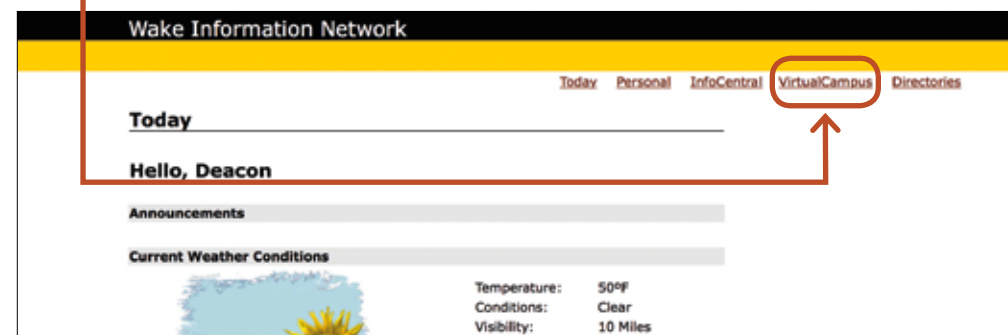 Wake Information Network
Today Personal InfoCentral VirtualCampus Directories
Today
Hello, Deacon
Announcements
Current Weather Conditions
Temperature: 50ºF
Conditions: Clear
Visibility: 10 Miles